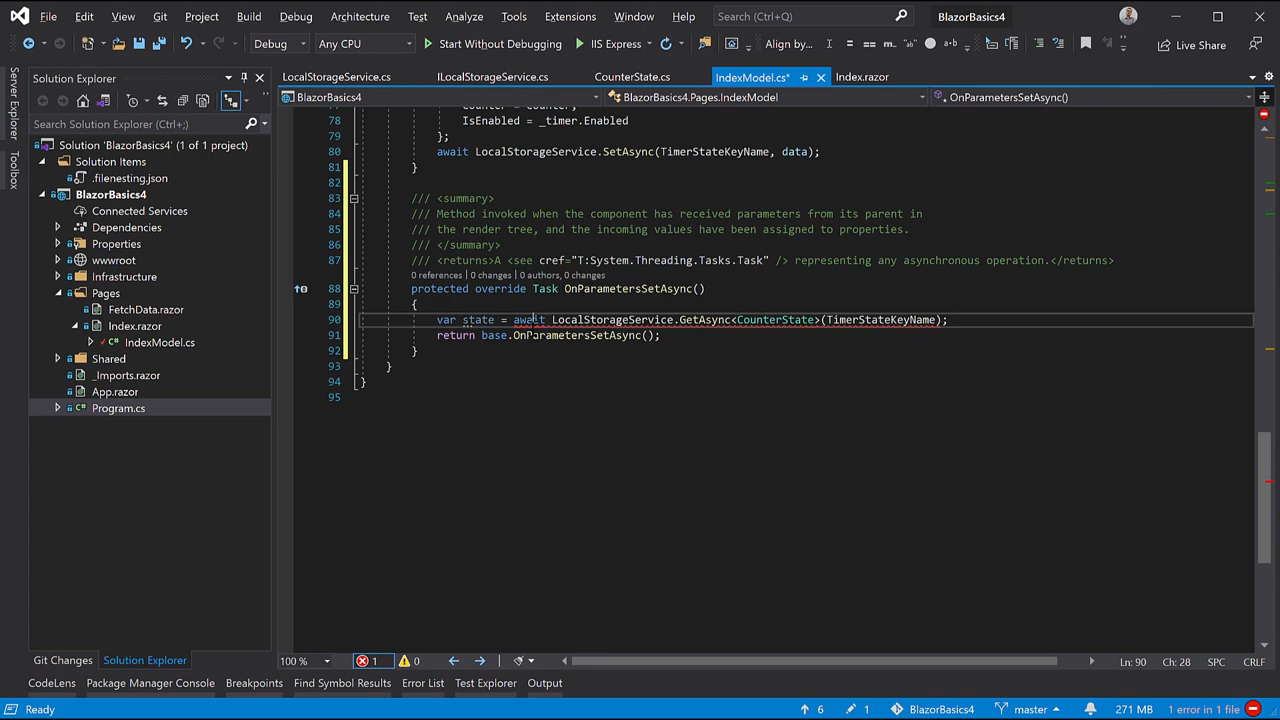 File Edit View Git Project Build Debug Architecture Test Analyze Tools Extensions Window Help Search (Ctrl+Q) BlazorBasics4
Debug Any CPU Start Without Debugging IIS Express Align by... Live Share
Server Explorer
Toolbox
Solution Explorer
Search Solution Explorer (Ctrl+;)
Solution 'BlazorBasics4' (1 of 1 project)
Solution Items
.filenesting.json
BlazorBasics4
Connected Services
Dependencies
Properties
wwwroot
Infrastructure
Pages
FetchData.razor
Index.razor
C# IndexModel.cs
Shared
_Imports.razor
App.razor
C# Program.cs
Git Changes Solution Explorer
LocalStorageService.cs ILocalStorageService.cs CounterState.cs IndexModel.cs* Index.razor
BlazorBasics4 BlazorBasics4.Pages.IndexModel OnParametersSetAsync()
77 Counter = Counter,
78 IsEnabled = _timer.Enabled
79 };
80 await LocalStorageService.SetAsync(TimerStateKeyName, data);
81 }
82
83 /// <summary>
84 /// Method invoked when the component has received parameters from its parent in
85 /// the render tree, and the incoming values have been assigned to properties.
86 /// </summary>
87 /// <returns>A <see cref="T:System.Threading.Tasks.Task" /> representing any asynchronous operation.</returns>
0 references | 0 changes | 0 authors, 0 changes
88 protected override Task OnParametersSetAsync()
89 {
90 var state = await LocalStorageService.GetAsync<CounterState>(TimerStateKeyName);
91 return base.OnParametersSetAsync();
92 }
93 }
94 }
95
100 % 1 0 Ln: 90 Ch: 28 SPC CRLF
CodeLens Package Manager Console Breakpoints Find Symbol Results Error List Test Explorer Output
Ready 6 1 BlazorBasics4 master 271 MB 1 error in 1 file